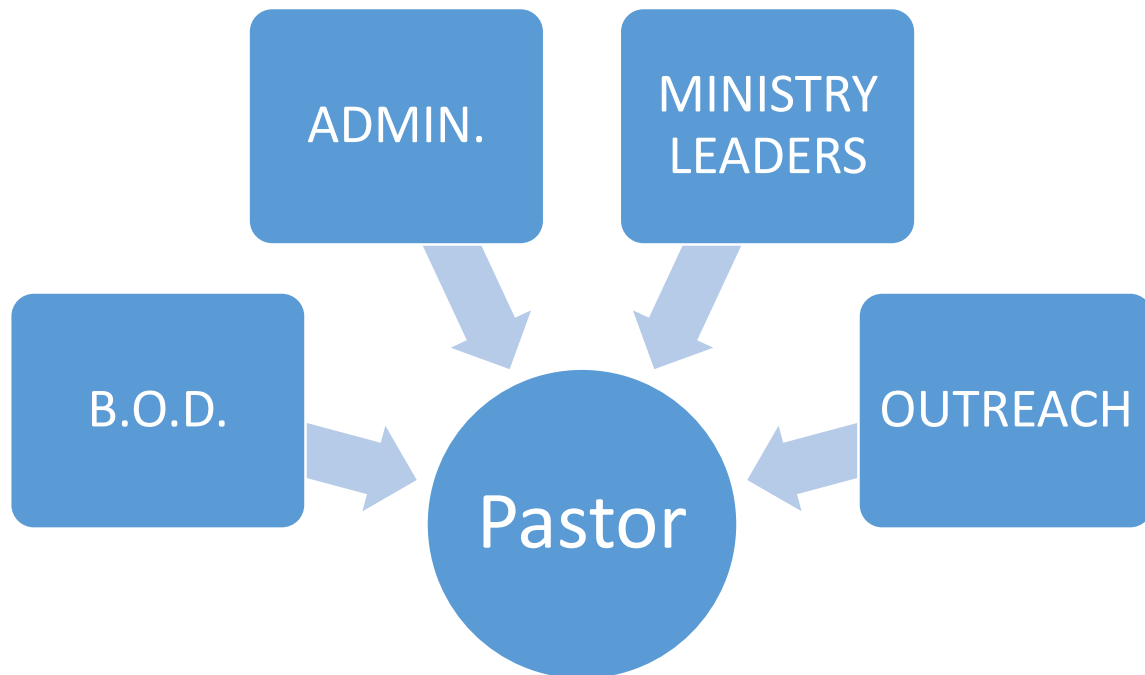 ADMIN.
MINISTRY
LEADERS
B.O.D.
OUTREACH
Pastor